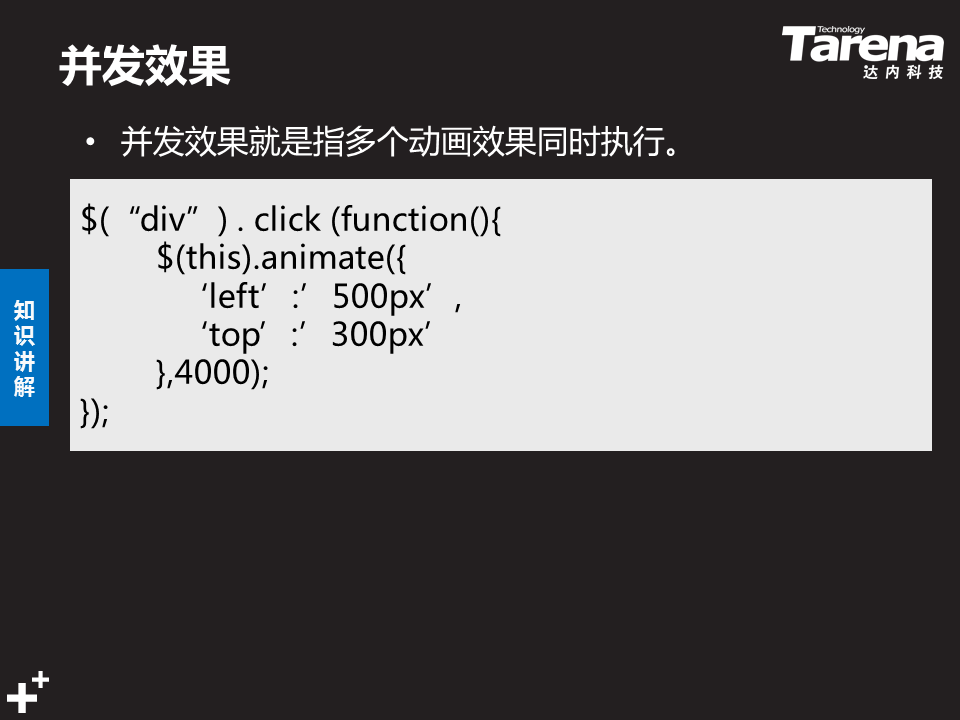 并发效果
Technology
Tarena
达内科技
• 并发效果就是指多个动画效果同时执行。
$(“div”) . click (function(){
$(this).animate({
‘left’:’500px’,
‘top’:’300px’
},4000);
});
知识讲解